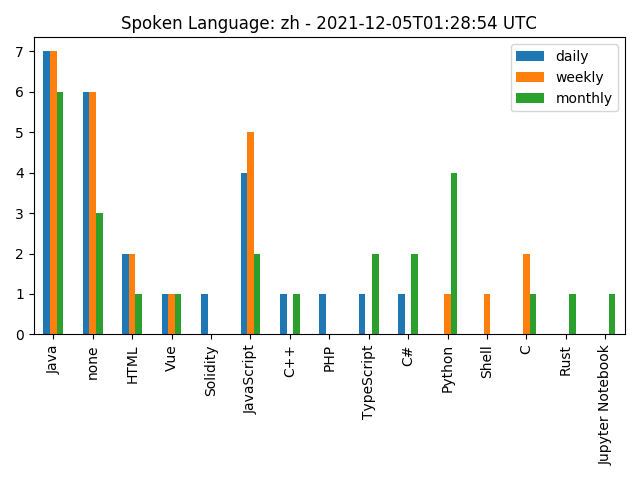 Spoken Language: zh - 2021-12-05T01:28:54 UTC
daily
weekly
monthly
7
6
5
4
3
2
1
0
Java
none
HTML
Vue
Solidity
JavaScript
C++
PHP
TypeScript
C#
Python
Shell
C
Rust
Jupyter Notebook